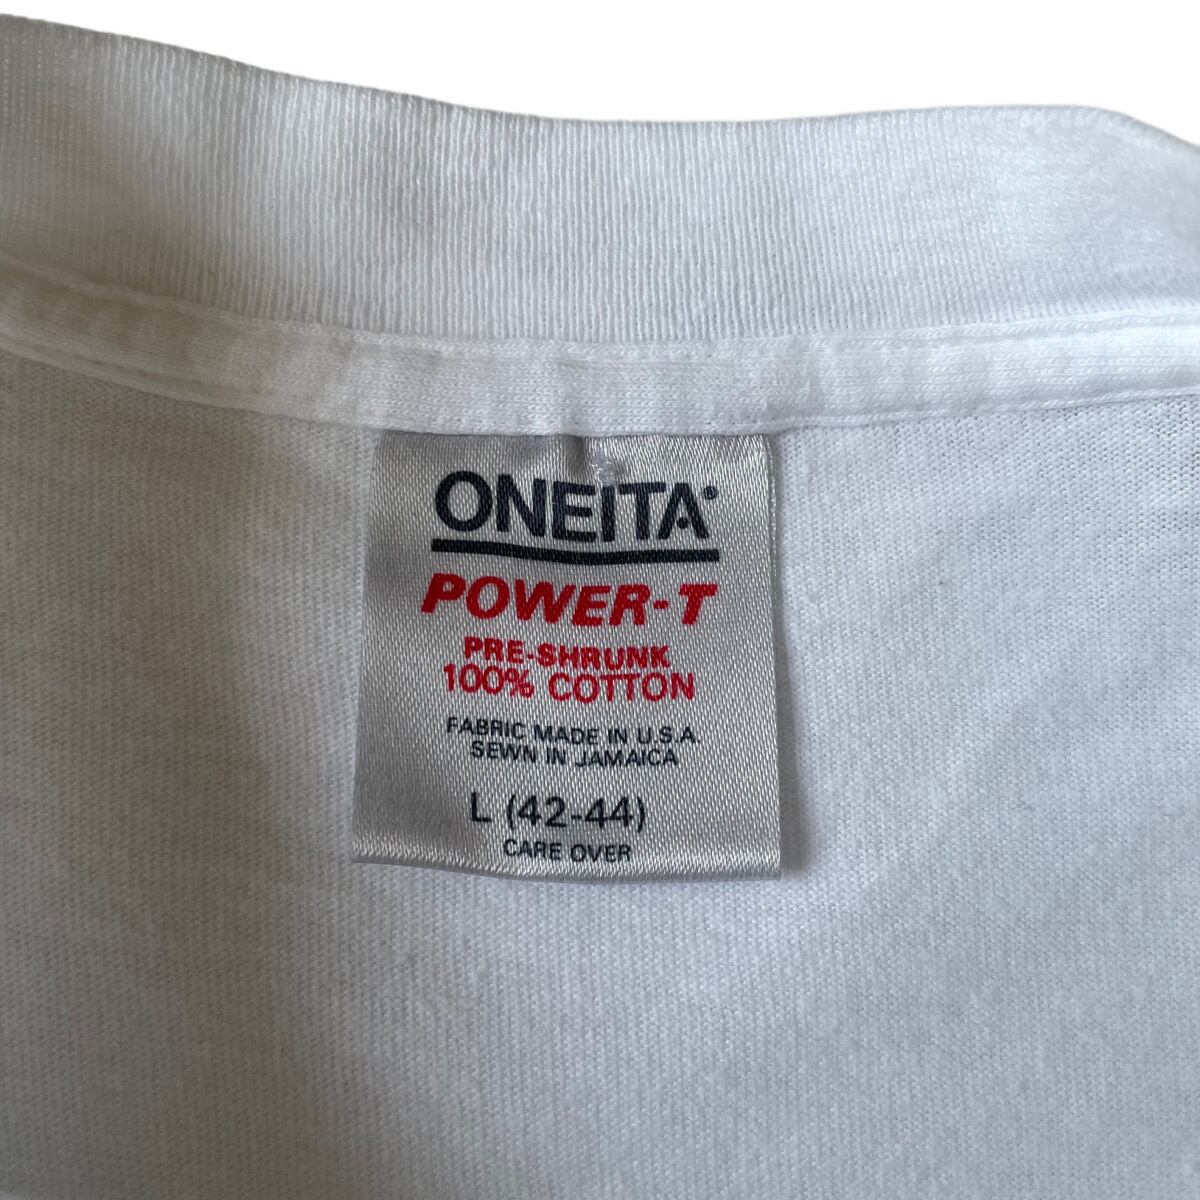 ONEITA®
POWER-T
PRE-SHRUNK
100% COTTON
FABRIC MADE IN U.S.A
SEWN IN JAMAICA
L (42-44)
CARE OVER